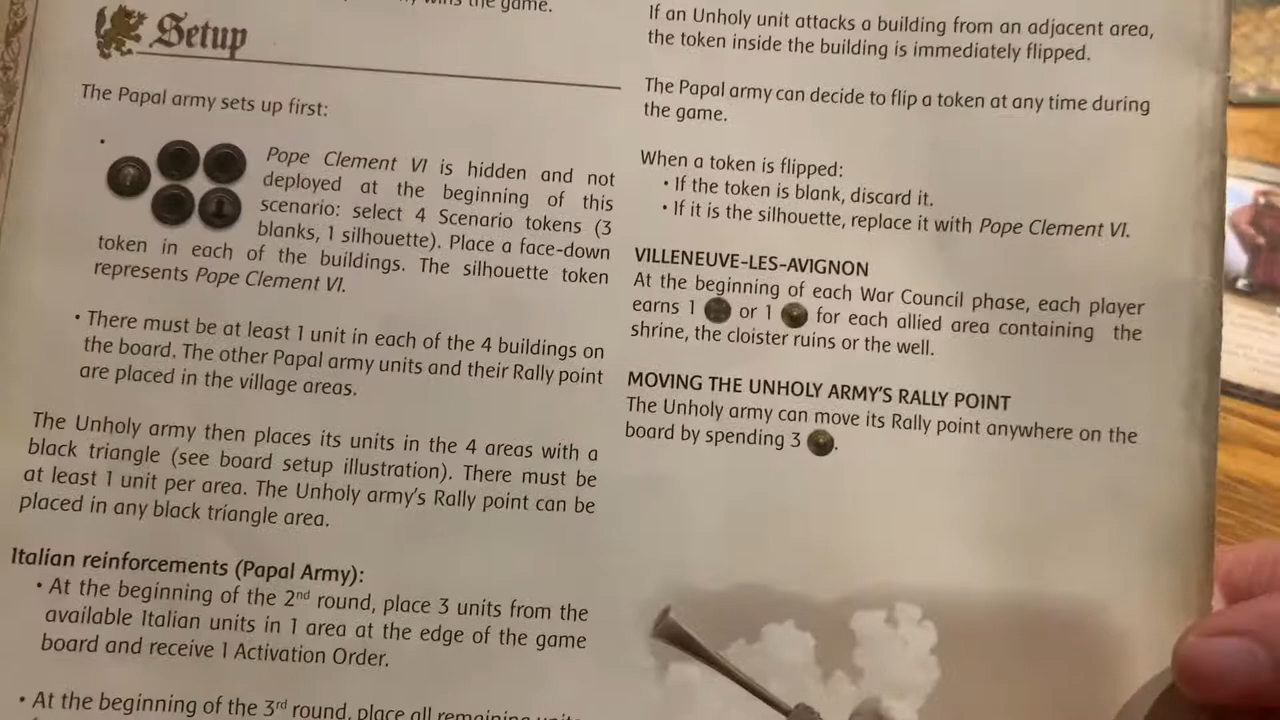 wins the game.
Setup
The Papal army sets up first:
• Pope Clement VI is hidden and not
deployed at the beginning of this
scenario: select 4 Scenario tokens (3
blanks, 1 silhouette). Place a face-down
token in each of the buildings. The silhouette token
represents Pope Clement VI.
• There must be at least 1 unit in each of the 4 buildings on
the board. The other Papal army units and their Rally point
are placed in the village areas.
The Unholy army then places its units in the 4 areas with a
black triangle (see board setup illustration). There must be
at least 1 unit per area. The Unholy army's Rally point can be
placed in any black triangle area.
Italian reinforcements (Papal Army):
• At the beginning of the 2nd round, place 3 units from the
available Italian units in 1 area at the edge of the game
board and receive 1 Activation Order.
• At the beginning of the 3rd round, place all remaining units
If an Unholy unit attacks a building from an adjacent area,
the token inside the building is immediately flipped.
The Papal army can decide to flip a token at any time during
the game.
When a token is flipped:
• If the token is blank, discard it.
• If it is the silhouette, replace it with Pope Clement VI.
VILLENEUVE-LES-AVIGNON
At the beginning of each War Council phase, each player
earns 1 or 1 for each allied area containing the
shrine, the cloister ruins or the well.
MOVING THE UNHOLY ARMY'S RALLY POINT
The Unholy army can move its Rally point anywhere on the
board by spending 3 .